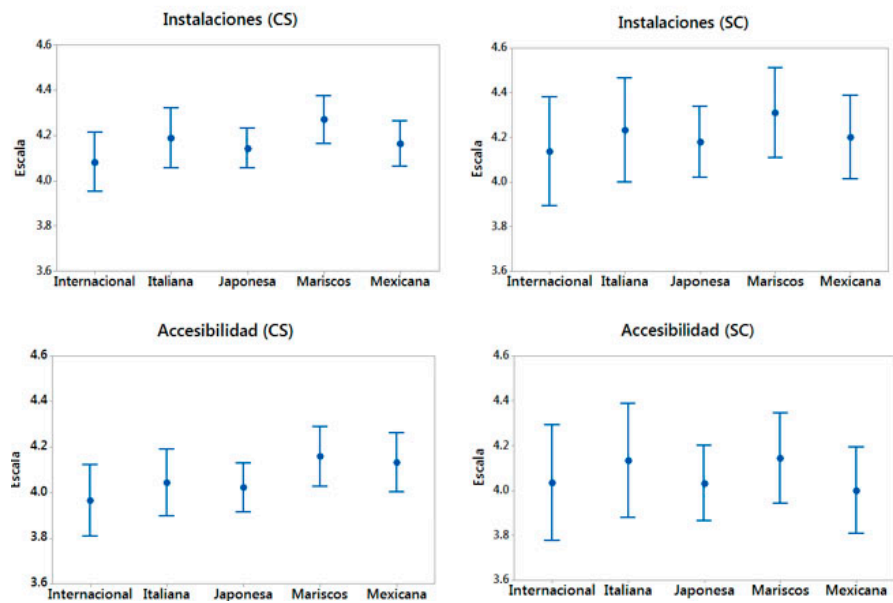 Instalaciones (CS)
4.6
4.4
4.2
4.0
3.8
3.6
Escala
Internacional Italiana Japonesa Mariscos Mexicana
Instalaciones (SC)
4.6
4.4
4.2
4.0
3.8
3.6
Escala
Internacional Italiana Japonesa Mariscos Mexicana
Accesibilidad (CS)
4.6
4.4
4.2
4.0
3.8
3.6
Escala
Internacional Italiana Japonesa Mariscos Mexicana
Accesibilidad (SC)
4.6
4.4
4.2
4.0
3.8
3.6
Escala
Internacional Italiana Japonesa Mariscos Mexicana